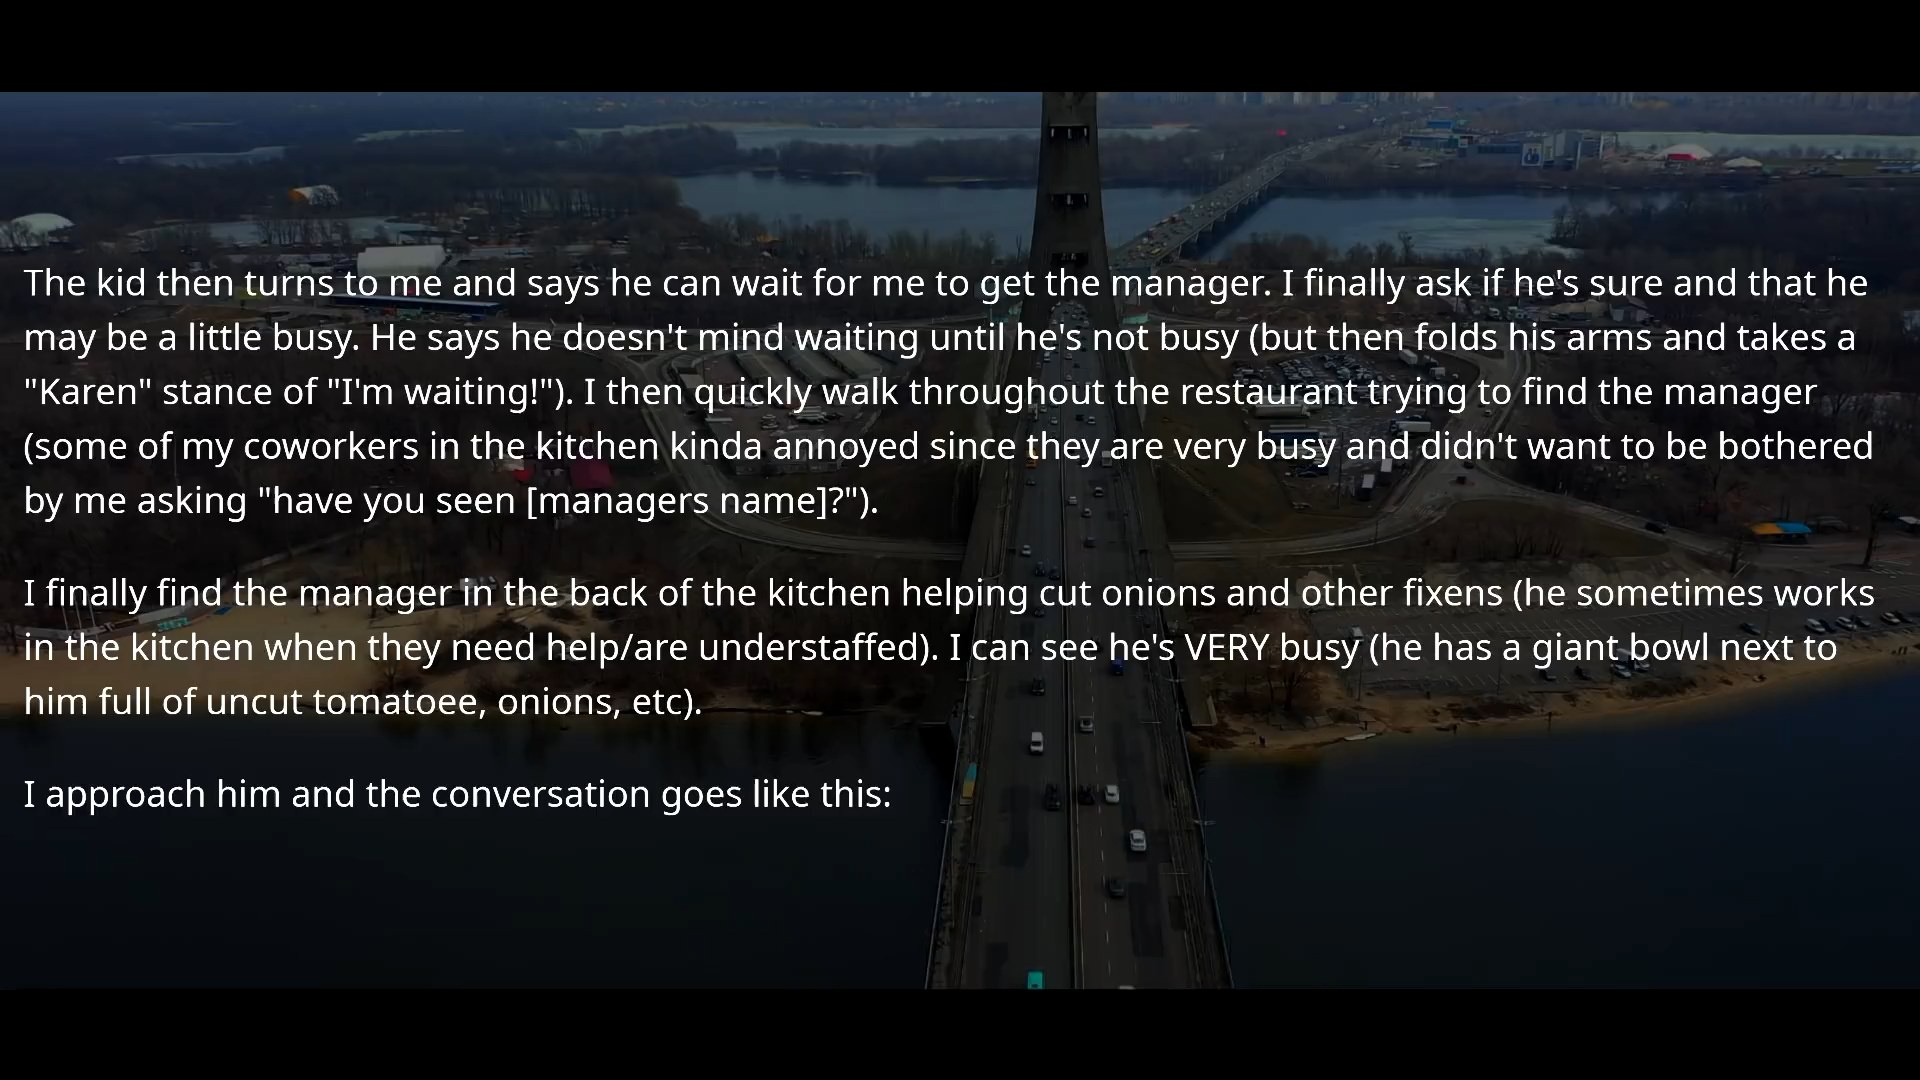 The kid then turns to me and says he can wait for me to get the manager. I finally ask if he's sure and that he
may be a little busy. He says he doesn't mind waiting until he's not busy (but then folds his arms and takes a
"Karen" stance of "I'm waiting!"). I then quickly walk throughout the restaurant trying to find the manager
(some of my coworkers in the kitchen kinda annoyed since they are very busy and didn't want to be bothered
by me asking "have you seen [managers name]?").
I finally find the manager in the back of the kitchen helping cut onions and other fixens (he sometimes works
in the kitchen when they need help/are understaffed). I can see he's VERY busy (he has a giant bowl next to
him full of uncut tomatoee, onions, etc).
I approach him and the conversation goes like this: